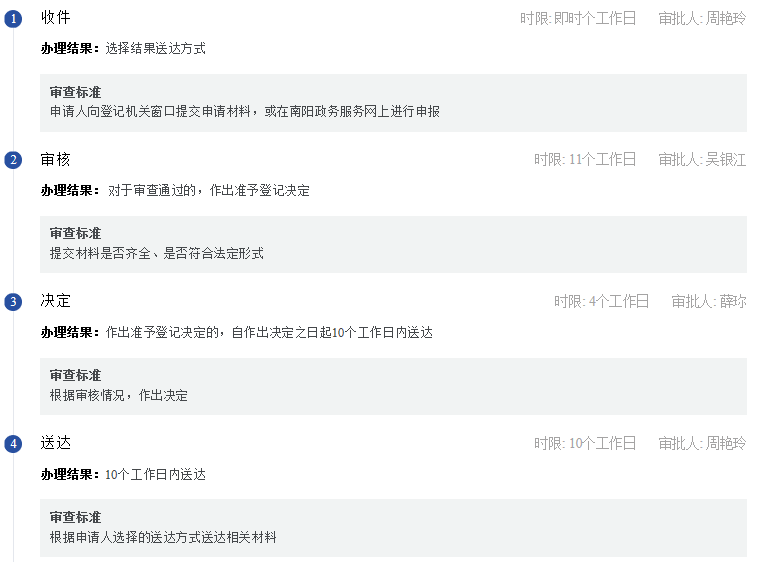 1 收件 时限: 即时个工作日 审批人: 周艳玲
办理结果：选择结果送达方式
审查标准
申请人向登记机关窗口提交申请材料，或在南阳政务服务网上进行申报
2 审核 时限: 11个工作日 审批人: 吴银江
办理结果： 对于审查通过的，作出准予登记决定
审查标准
提交材料是否齐全、是否符合法定形式
3 决定 时限: 4个工作日 审批人: 薛珎
办理结果：作出准予登记决定的，自作出决定之日起10个工作日内送达
审查标准
根据审核情况，作出决定
4 送达 时限: 10个工作日 审批人: 周艳玲
办理结果：10个工作日内送达
审查标准
根据申请人选择的送达方式送达相关材料